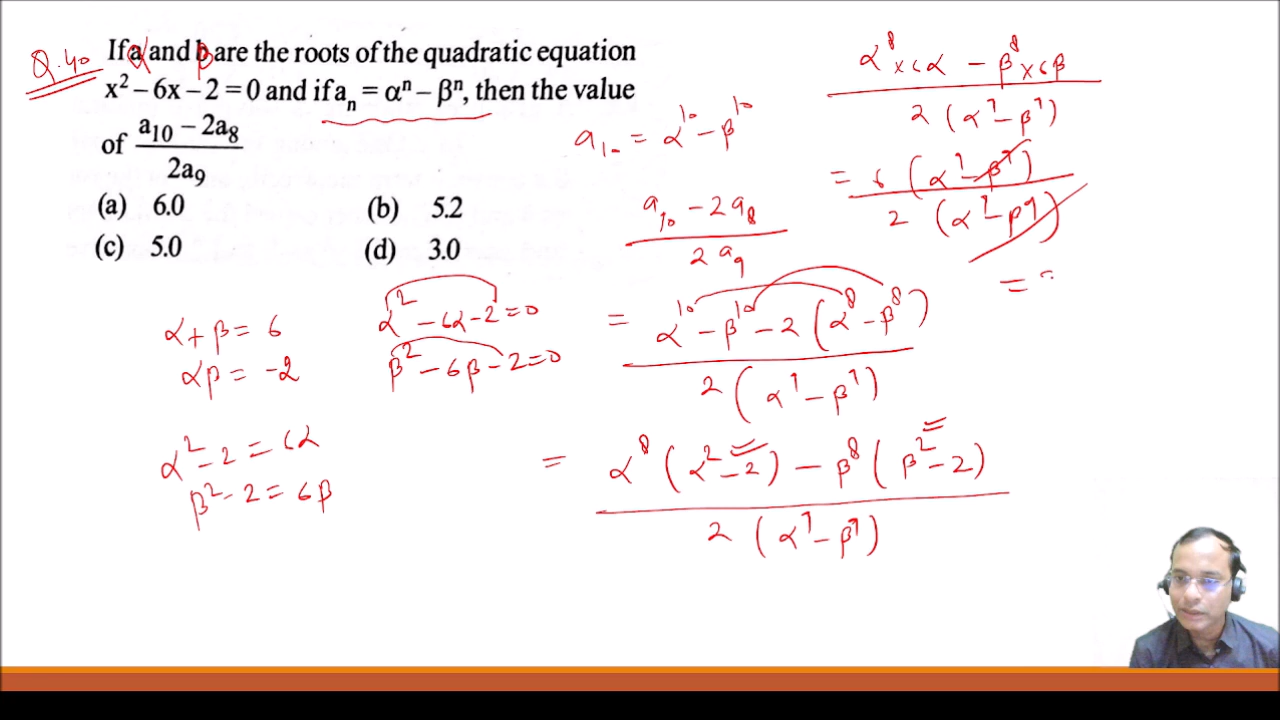 Q.40 If α and β are the roots of the quadratic equation
x² − 6x − 2 = 0 and if aₙ = αⁿ − βⁿ, then the value
of (a₁₀ − 2a₈) / 2a₉
(a) 6.0 (b) 5.2
(c) 5.0 (d) 3.0
α + β = 6
αβ = -2
α² − 2 = 6α
β² − 2 = 6β
α² − 6α − 2 = 0
β² − 6β − 2 = 0
a₁₀ = α¹⁰ − β¹⁰
(a₁₀ − 2a₈) / 2a₉
= (α¹⁰ − β¹⁰ − 2(α⁸ − β⁸)) / 2(α⁹ − β⁹)
= (α⁸(α² − 2) − β⁸(β² − 2)) / 2(α⁹ − β⁹)
(α⁸ × 6α − β⁸ × 6β) / 2(α⁹ − β⁹)
= 6(α⁹ − β⁹) / 2(α⁹ − β⁹)
=